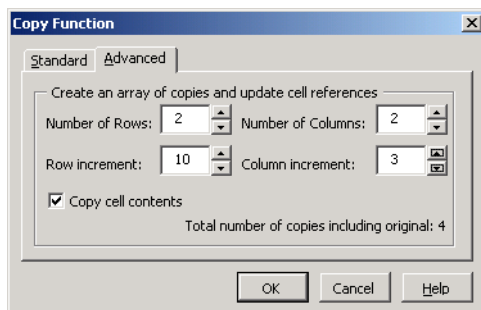 Copy Function
Standard Advanced
Create an array of copies and update cell references
Number of Rows: 2 Number of Columns: 2
Row increment: 10 Column increment: 3
Copy cell contents
Total number of copies including original: 4
OK Cancel Help